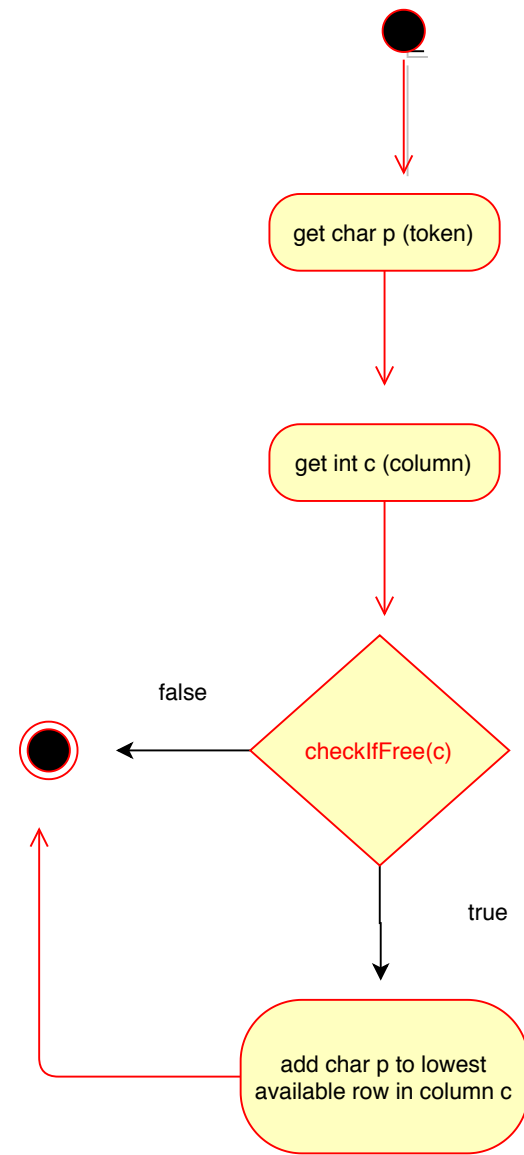 get char p (token)
get int c (column)
false
checkIfFree(c)
true
add char p to lowest
available row in column c